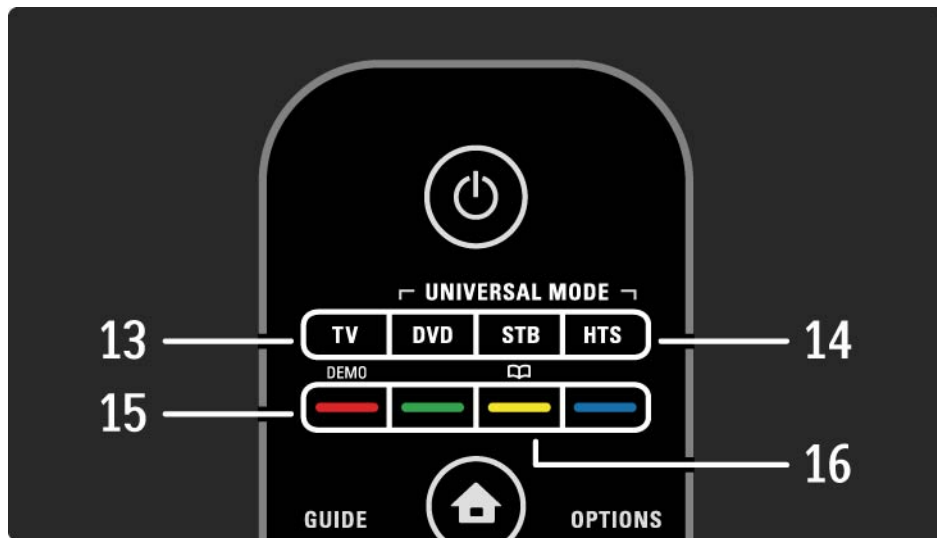 UNIVERSAL MODE
13 TV DVD STB HTS 14
DEMO
15
16
GUIDE OPTIONS